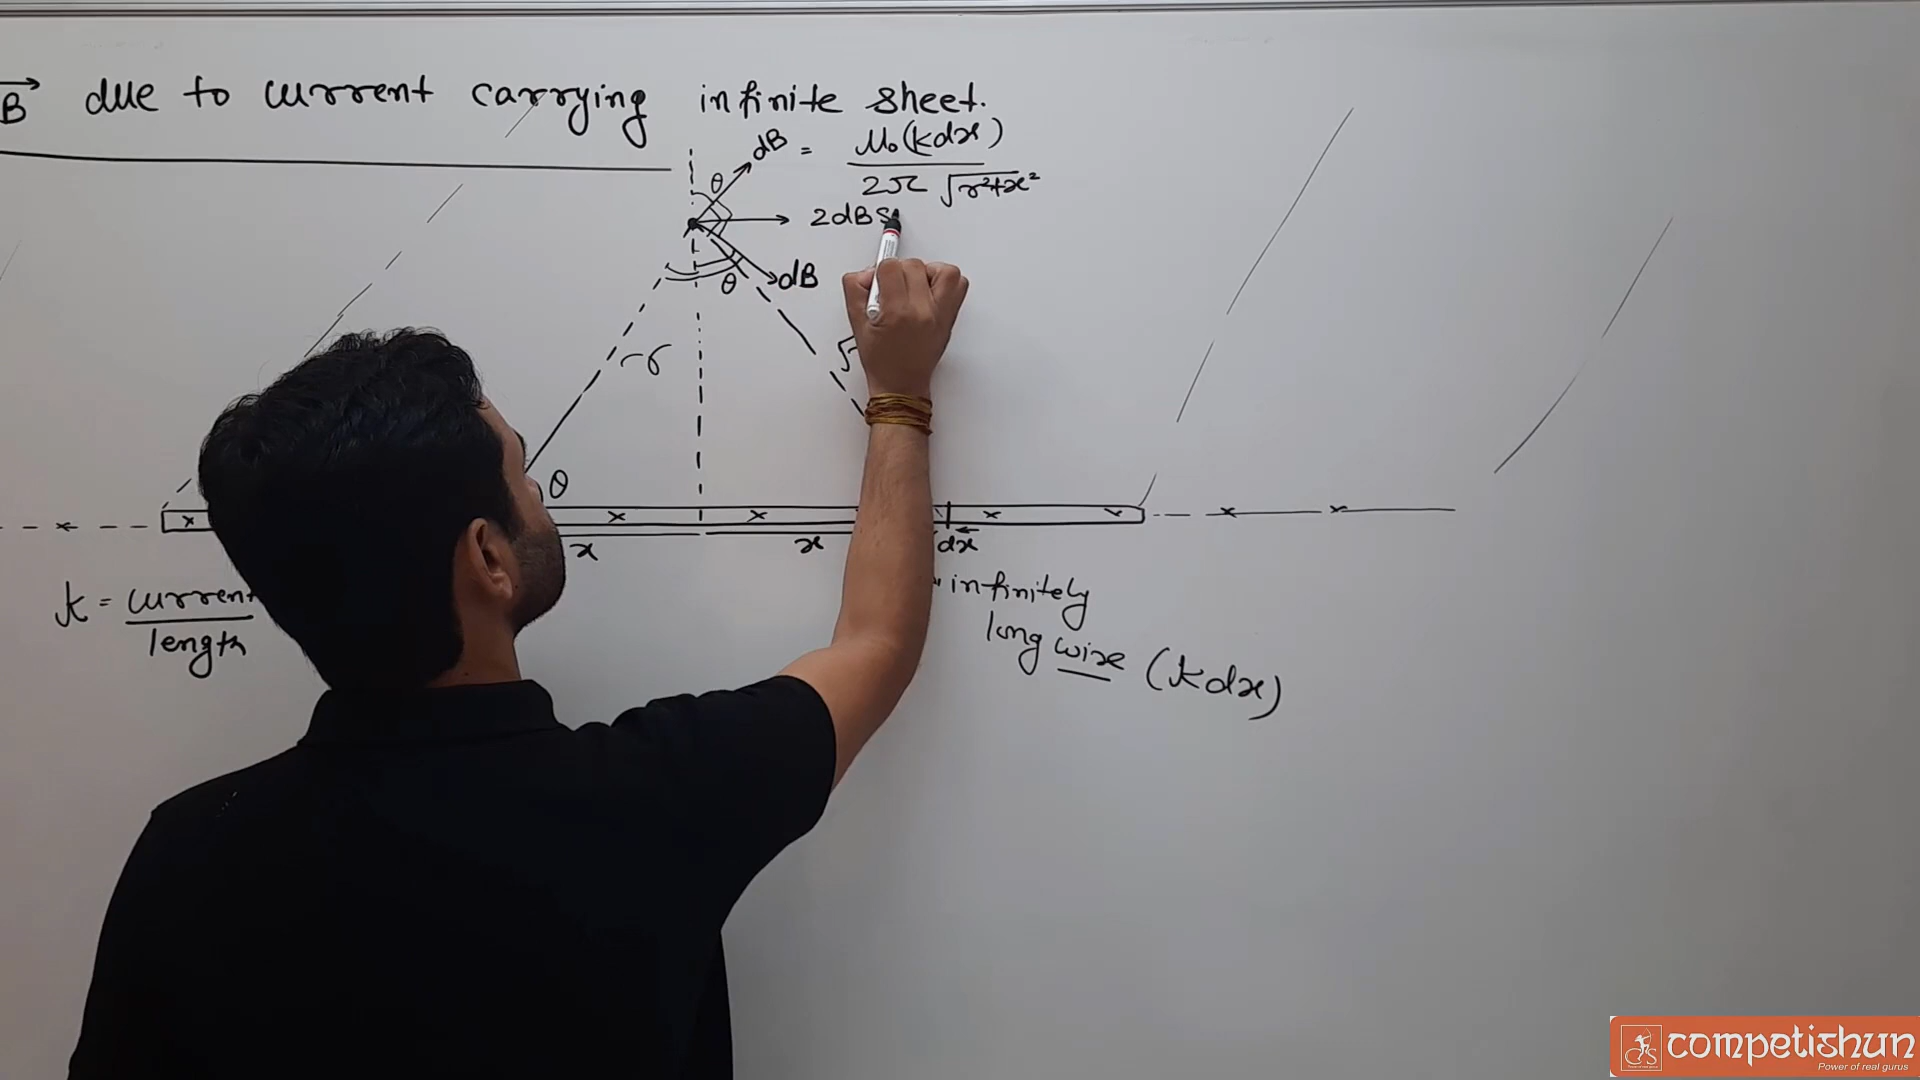 B due to current carrying infinite sheet.
dB = μ₀(kdx)
2π √r²+x²
θ
2dBS
dB
θ
r
θ
x x x x x
x x x
x x dx
k = current
length
infinitely
long wire (kdx)
competishun
Power of real gurus